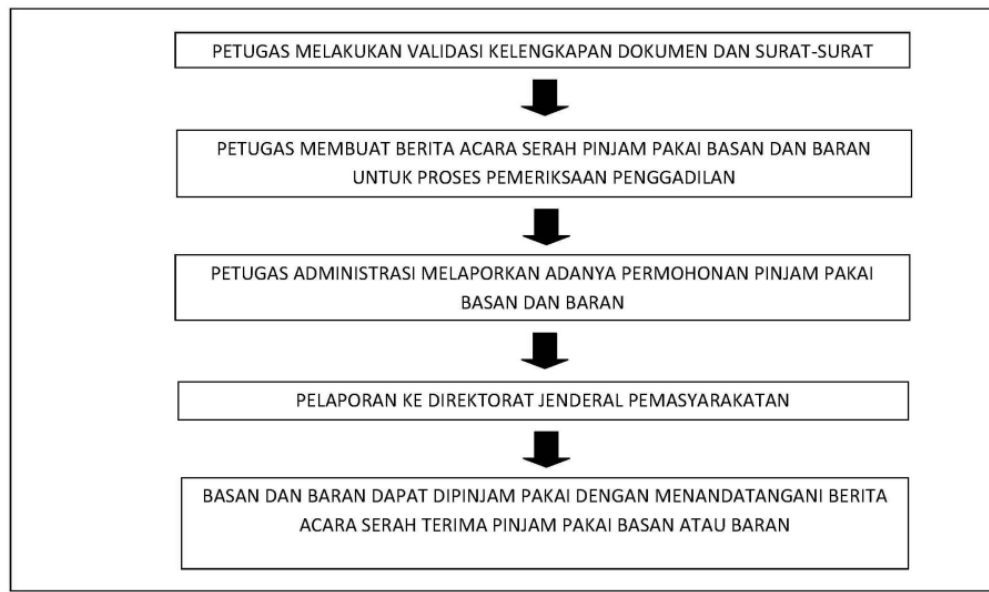 PETUGAS MELAKUKAN VALIDASI KELENGKAPAN DOKUMEN DAN SURAT-SURAT
PETUGAS MEMBUAT BERITA ACARA SERAH PINJAM PAKAI BASAN DAN BARAN
UNTUK PROSES PEMERIKSAAN PENGGADILAN
PETUGAS ADMINISTRASI MELAPORKAN ADANYA PERMOHONAN PINJAM PAKAI
BASAN DAN BARAN
PELAPORAN KE DIREKTORAT JENDERAL PEMASYARAKATAN
BASAN DAN BARAN DAPAT DIPINJAM PAKAI DENGAN MENANDATANGANI BERITA
ACARA SERAH TERIMA PINJAM PAKAI BASAN ATAU BARAN